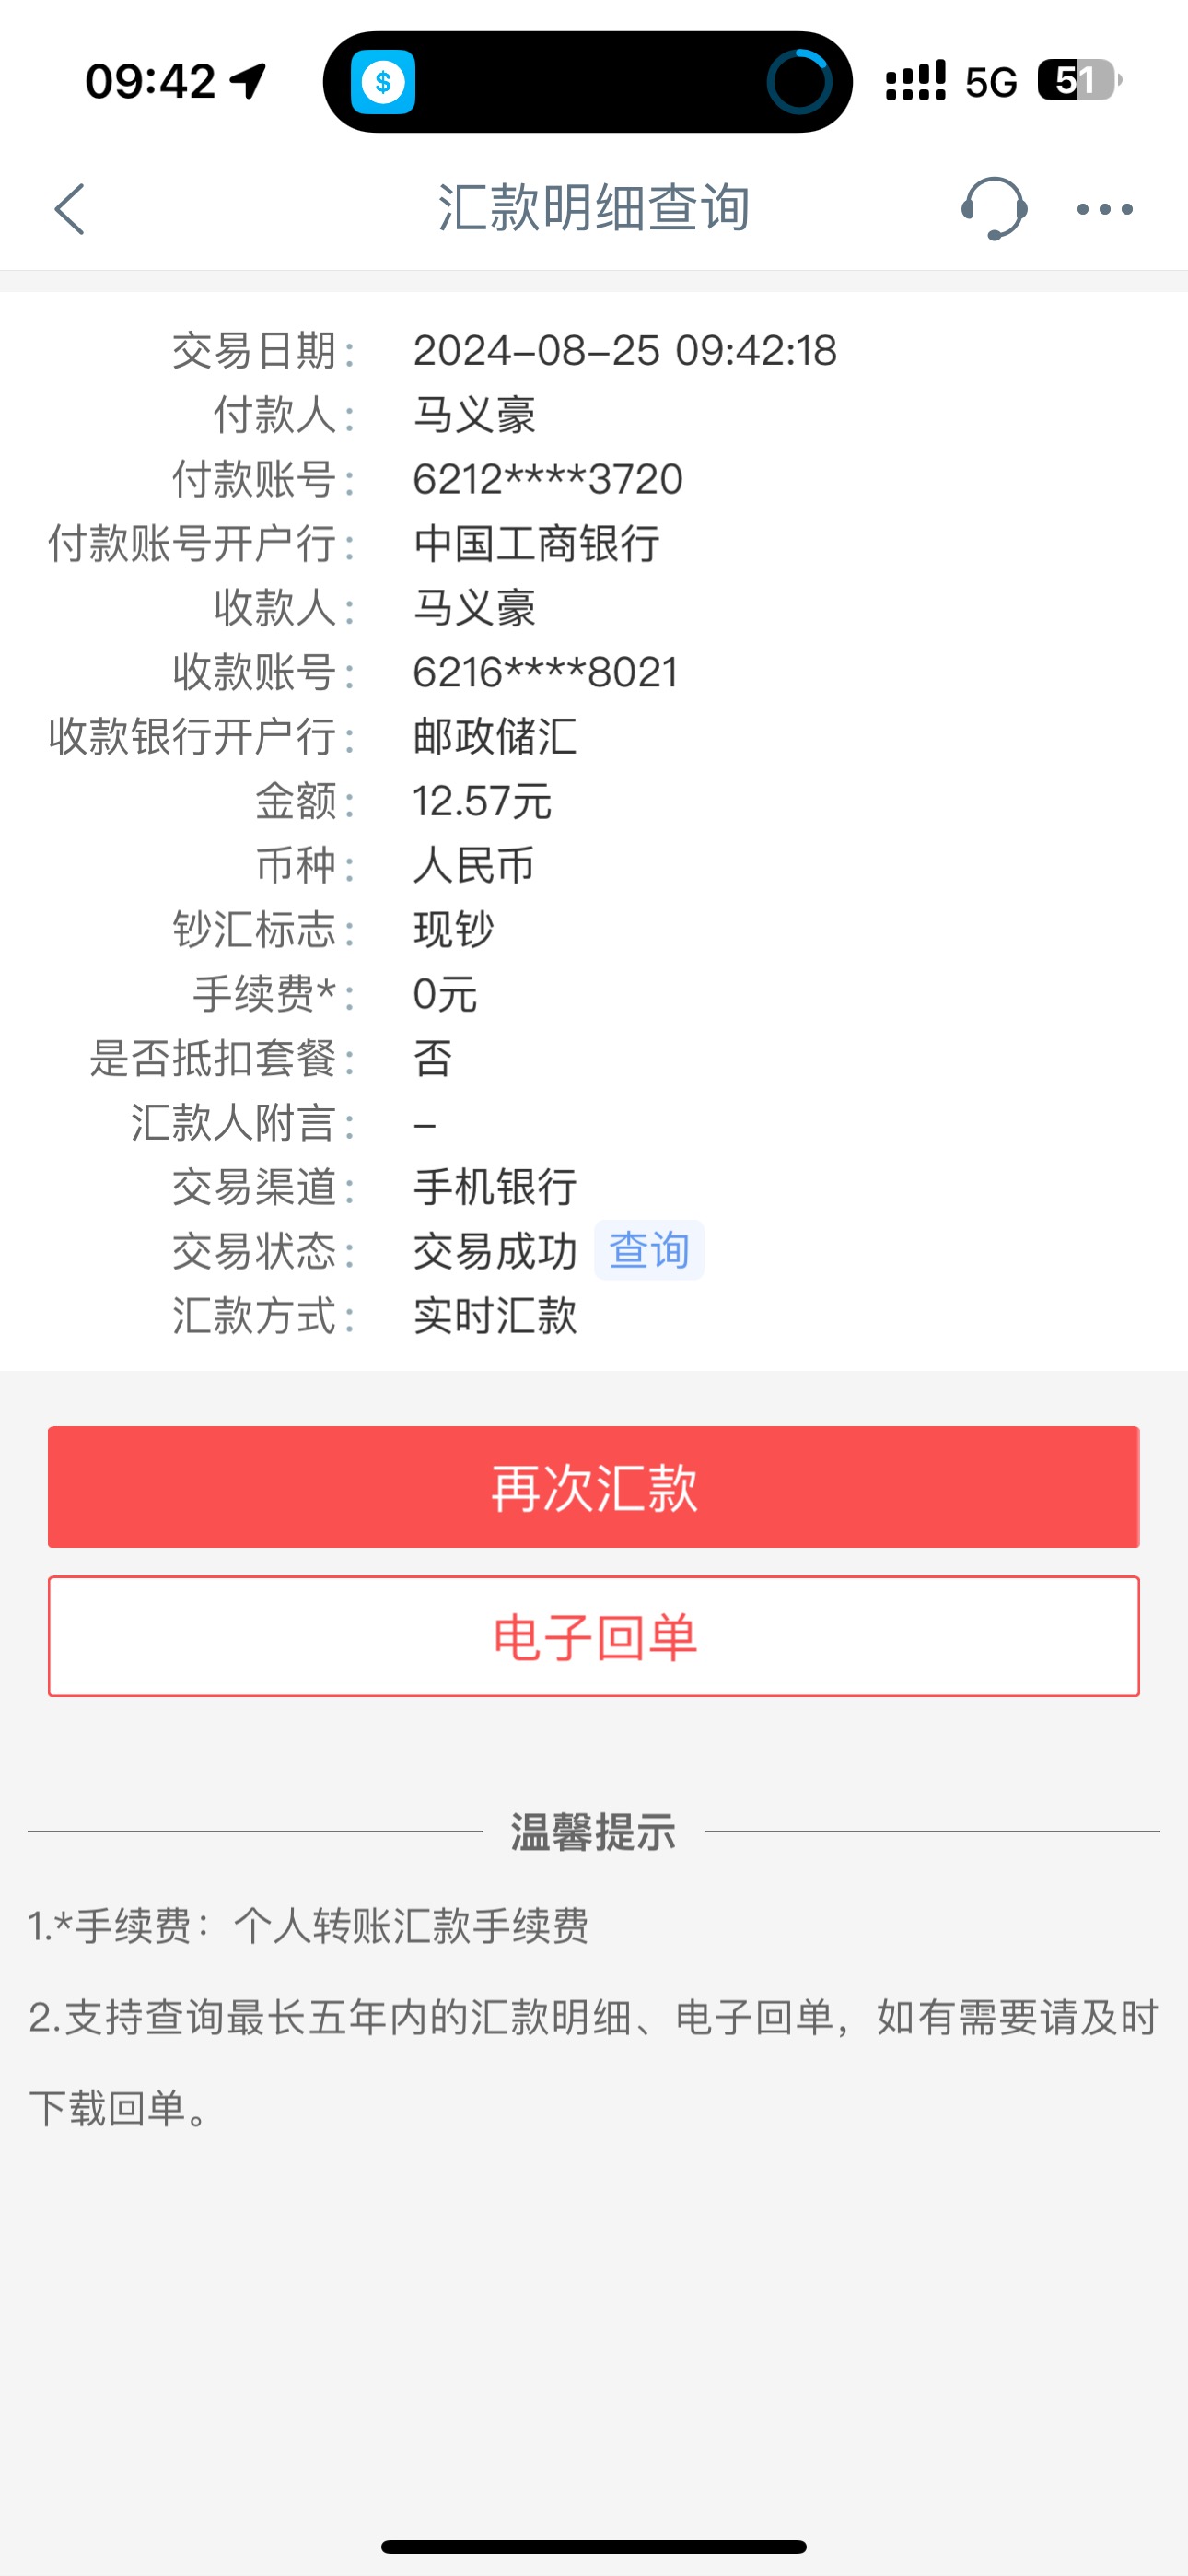 09:42 5G 51
汇款明细查询
交易日期： 2024-08-25 09:42:18
付款人： 马义豪
付款账号： 6212****3720
付款账号开户行： 中国工商银行
收款人： 马义豪
收款账号： 6216****8021
收款银行开户行： 邮政储汇
金额： 12.57元
币种： 人民币
钞汇标志： 现钞
手续费*： 0元
是否抵扣套餐： 否
汇款人附言： -
交易渠道： 手机银行
交易状态： 交易成功 查询
汇款方式： 实时汇款
再次汇款
电子回单
温馨提示
1.*手续费：个人转账汇款手续费
2.支持查询最长五年内的汇款明细、电子回单，如有需要请及时
下载回单。